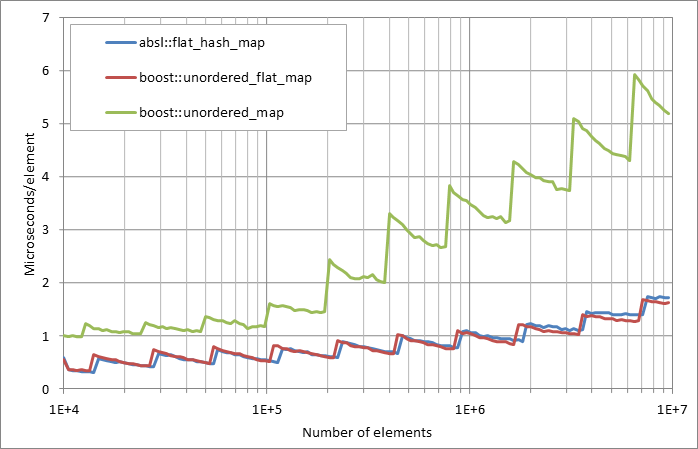 7
6
5
4
3
2
1
0
absl::flat_hash_map
boost::unordered_flat_map
boost::unordered_map
Microseconds/element
1E+4
1E+5
1E+6
1E+7
Number of elements